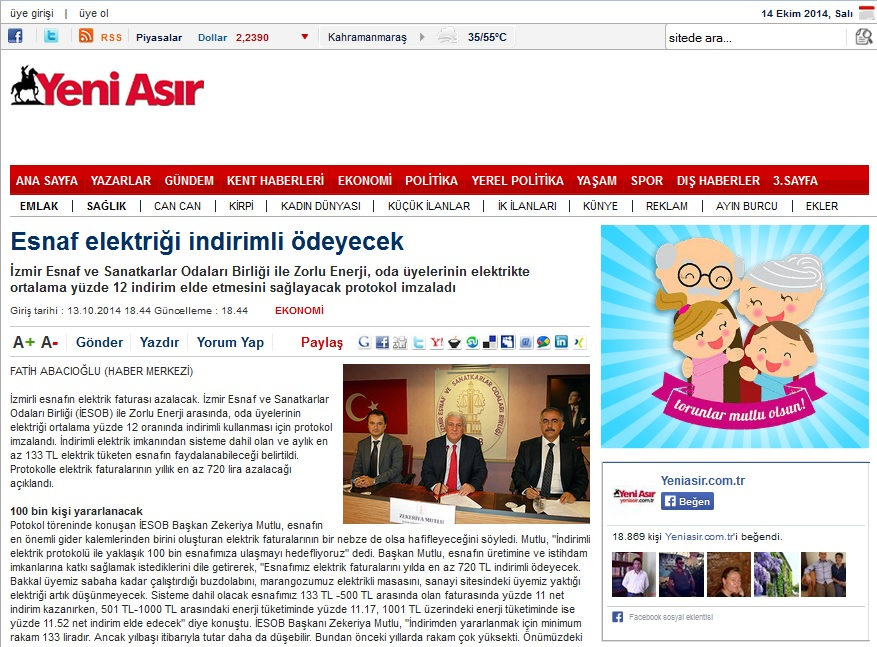 üye girişi | üye ol
14 Ekim 2014, Salı
RSS Piyasalar Dolar 2,2390 Kahramanmaraş 35/55°C sitede ara...
Yeni Asır
ANA SAYFA YAZARLAR GÜNDEM KENT HABERLERİ EKONOMİ POLİTİKA YEREL POLİTİKA YAŞAM SPOR DIŞ HABERLER 3.SAYFA
EMLAK | SAĞLIK | CAN CAN | KİRPİ | KADIN DÜNYASI | KÜÇÜK İLANLAR | İK İLANLARI | KÜNYE | REKLAM | AYIN BURCU | EKLER
Esnaf elektriği indirimli ödeyecek
İzmir Esnaf ve Sanatkarlar Odaları Birliği ile Zorlu Enerji, oda üyelerinin elektrikte
ortalama yüzde 12 indirim elde etmesini sağlayacak protokol imzaladı
Giriş tarihi : 13.10.2014 18.44 Güncelleme : 18.44 EKONOMİ
A+ A- Gönder Yazdır Yorum Yap Paylaş
FATİH ABACIOĞLU (HABER MERKEZİ)
İzmirli esnafın elektrik faturası azalacak. İzmir Esnaf ve Sanatkarlar
Odaları Birliği (İESOB) ile Zorlu Enerji arasında, oda üyelerinin
elektriği ortalama yüzde 12 oranında indirimli kullanması için protokol
imzalandı. İndirimli elektrik imkanından sisteme dahil olan ve aylık en
az 133 TL elektrik tüketen esnafın faydalanabileceği belirtildi.
Protokolle elektrik faturalarının yıllık en az 720 lira azalacağı
açıklandı.
100 bin kişi yararlanacak
Potokol töreninde konuşan İESOB Başkan Zekeriya Mutlu, esnafın
en önemli gider kalemlerinden birini oluşturan elektrik faturalarının bir nebze de olsa hafifleyeceğini söyledi. Mutlu, "İndirimli
elektrik protokolü ile yaklaşık 100 bin esnafımıza ulaşmayı hedefliyoruz" dedi. Başkan Mutlu, esnafın üretimine ve istihdam
imkanlarına katkı sağlamak istediklerini dile getirerek, "Esnafımız elektrik faturalarını yılda en az 720 TL indirimli ödeyecek.
Bakkal üyemiz sabaha kadar çalıştırdığı buzdolabını, marangozumuz elektrikli masasını, sanayi sitesindeki üyemiz yaktığı
elektriği artık düşünmeyecek. Sisteme dahil olacak esnafımız 133 TL -500 TL arasında olan faturasında yüzde 11 net
indirim kazanırken, 501 TL-1000 TL arasındaki enerji tüketiminde yüzde 11.17, 1001 TL üzerindeki enerji tüketiminde ise
yüzde 11.52 net indirim elde edecek" diye konuştu. İESOB Başkanı Zekeriya Mutlu, "İndirimden yararlanmak için minimum
rakam 133 liradır. Ancak yılbaşı itibarıyla tutar daha da düşebilir. Bundan önceki yıllarda rakam çok yüksekti. Önümüzdeki
İZMİR ESNAF VE SANATKARLAR ODALARI BİRLİĞİ
ZEKERİYA MUTLU
torunlar mutlu olsun!
Yeni Asır
yeniasir.com.tr
Yeniasir.com.tr
Beğen
18.869 kişi Yeniasir.com.tr'i beğendi.
Facebook sosyal eklentisi